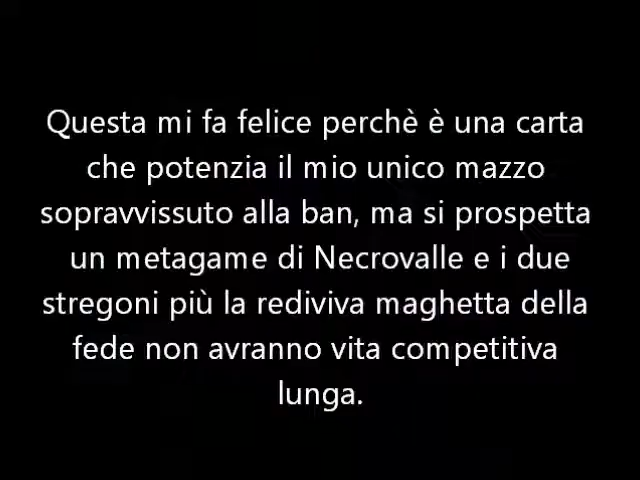 Questa mi fa felice perchè è una carta
che potenzia il mio unico mazzo
sopravvissuto alla ban, ma si prospetta
un metagame di Necrovalle e i due
stregoni più la rediviva maghetta della
fede non avranno vita competitiva
lunga.